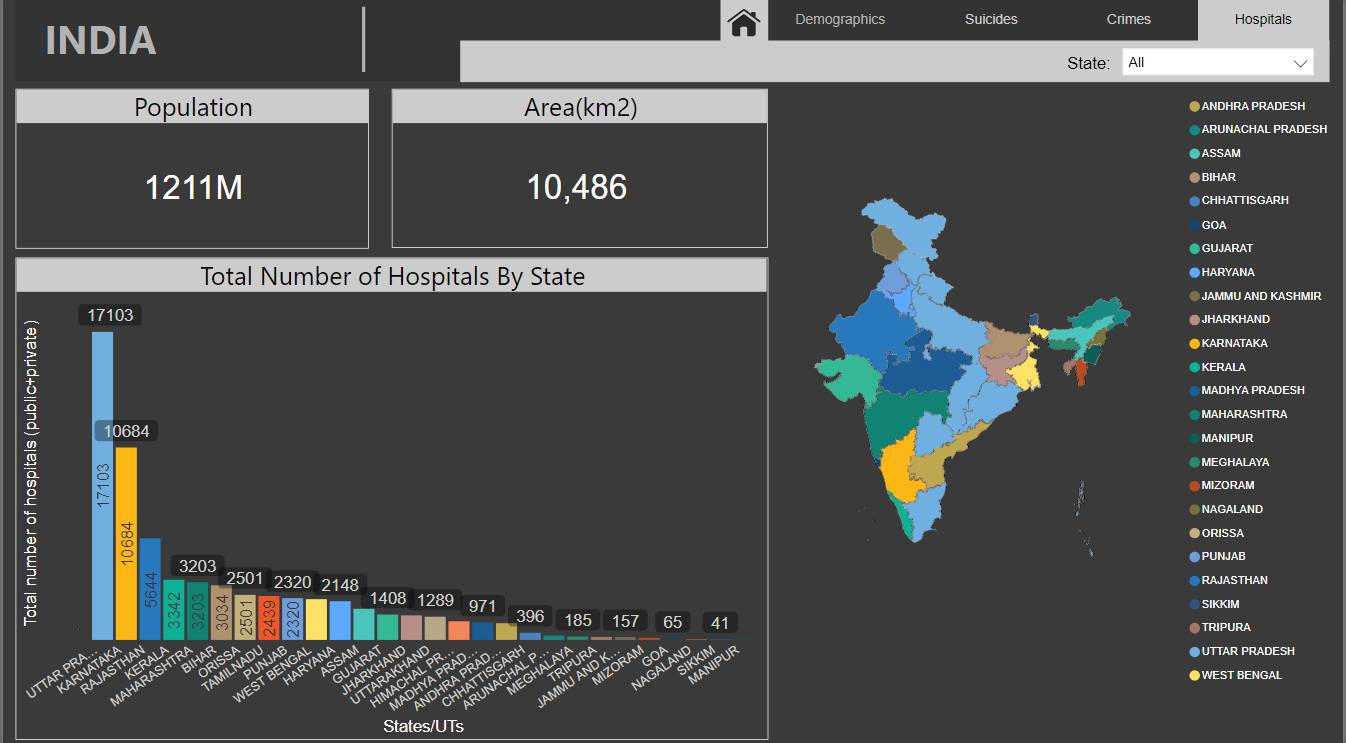 INDIA
Demographics
Suicides
Crimes
Hospitals
State:
All
Population
1211M
Area(km2)
10,486
Total Number of Hospitals By State
Total number of hospitals (public+private)
17103
10684
3203
2501
2320
2148
1408
1289
971
396
185
157
65
41
17103
10684
5644
3342
3203
3034
2501
2439
2320
UTTAR PRA...
KARNATAKA
RAJASTHAN
KERALA
MAHARASHTRA
BIHAR
ORISSA
TAMILNADU
PUNJAB
WEST BENGAL
HARYANA
ASSAM
GUJARAT
JHARKHAND
UTTARAKHAND
HIMACHAL PR...
MADHYA PRAD...
ANDHRA PRAD...
CHHATTISGARH
ARUNACHAL P...
MEGHALAYA
TRIPURA
JAMMU AND K...
MIZORAM
GOA
NAGALAND
SIKKIM
MANIPUR
States/UTs
ANDHRA PRADESH
ARUNACHAL PRADESH
ASSAM
BIHAR
CHHATTISGARH
GOA
GUJARAT
HARYANA
JAMMU AND KASHMIR
JHARKHAND
KARNATAKA
KERALA
MADHYA PRADESH
MAHARASHTRA
MANIPUR
MEGHALAYA
MIZORAM
NAGALAND
ORISSA
PUNJAB
RAJASTHAN
SIKKIM
TRIPURA
UTTAR PRADESH
WEST BENGAL